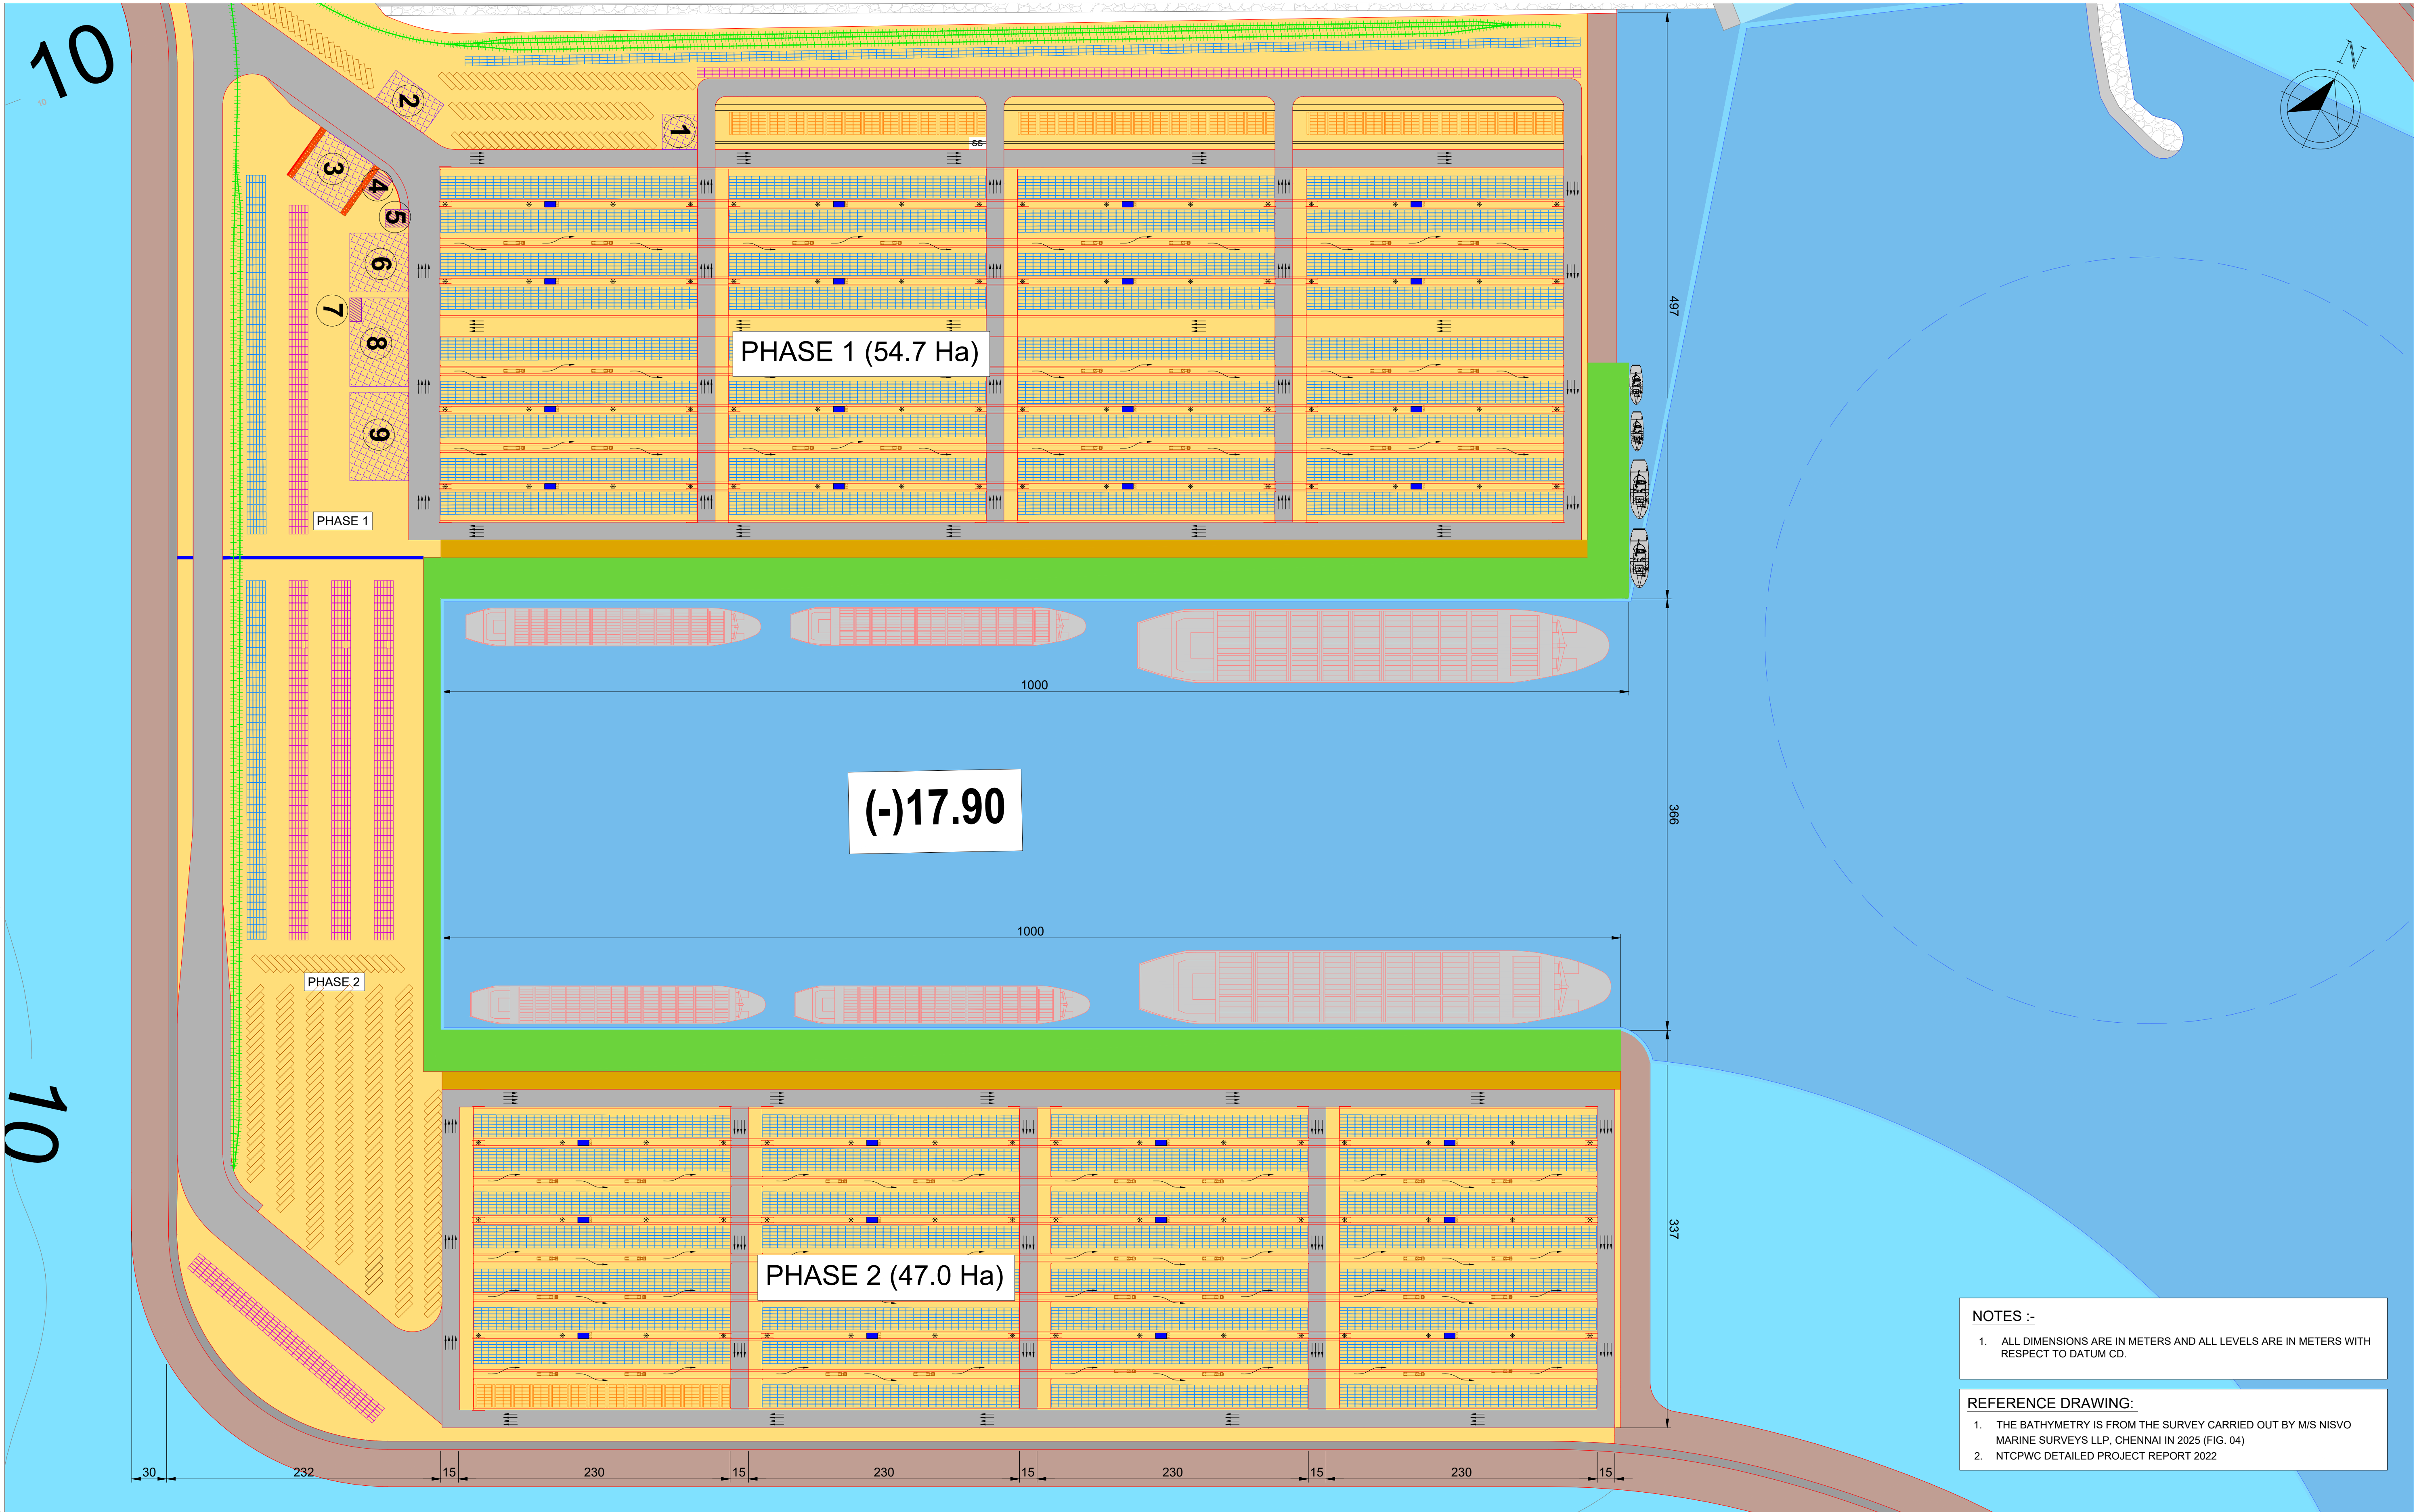 10
10
N
2
1
SS
3
4
5
6
7
8
9
497
PHASE 1 (54.7 Ha)
PHASE 1
1000
366
(-)17.90
1000
PHASE 2
10
337
PHASE 2 (47.0 Ha)
NOTES :-
1. ALL DIMENSIONS ARE IN METERS AND ALL LEVELS ARE IN METERS WITH
RESPECT TO DATUM CD.
REFERENCE DRAWING:
1. THE BATHYMETRY IS FROM THE SURVEY CARRIED OUT BY M/S NISVO
MARINE SURVEYS LLP, CHENNAI IN 2025 (FIG. 04)
2. NTCPWC DETAILED PROJECT REPORT 2022
30 232 15 230 15 230 15 230 15 230 15